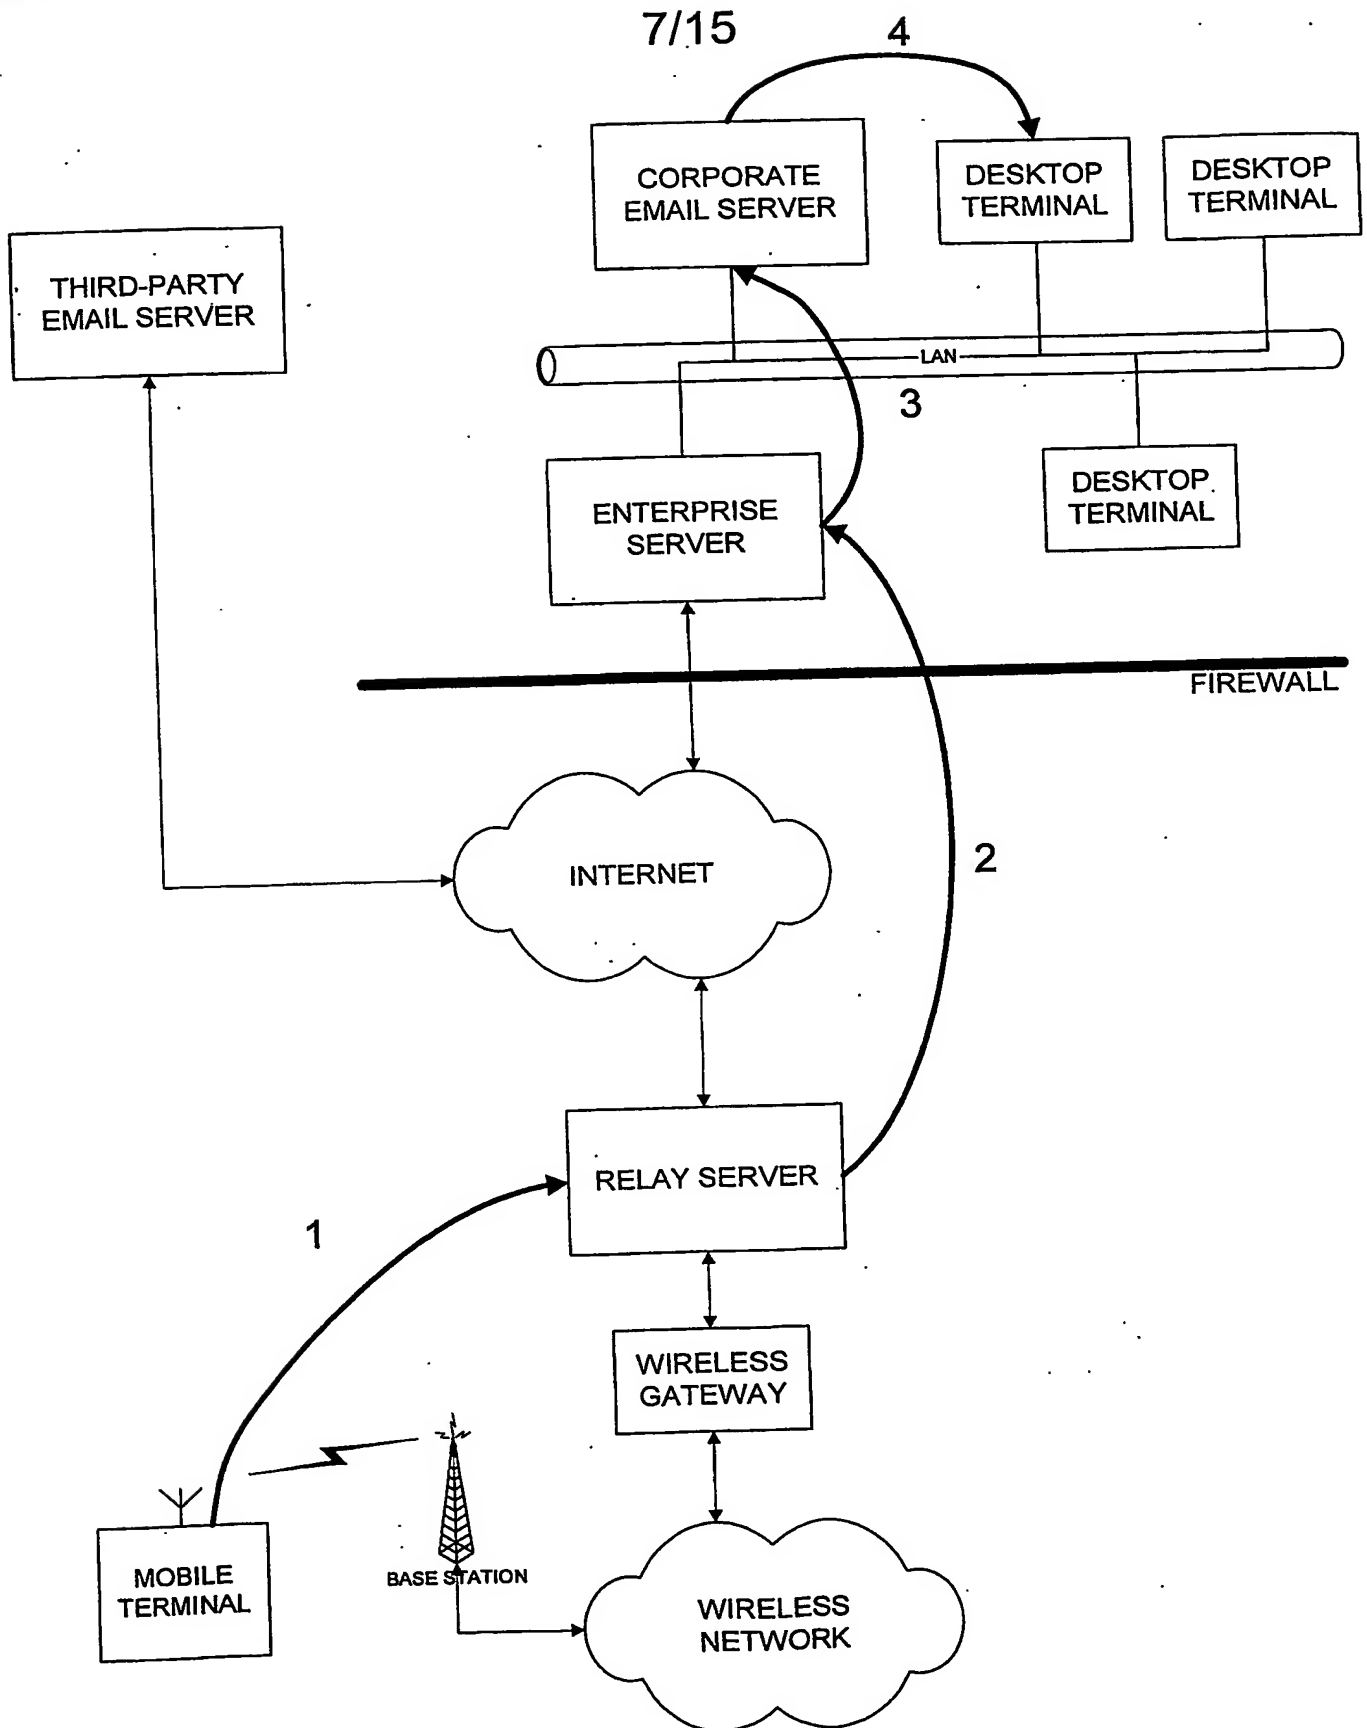 7/15
4
CORPORATE
EMAIL SERVER
DESKTOP
TERMINAL
DESKTOP
TERMINAL
THIRD-PARTY
EMAIL SERVER
LAN
3
ENTERPRISE
SERVER
DESKTOP
TERMINAL
FIREWALL
INTERNET
2
RELAY SERVER
1
WIRELESS
GATEWAY
MOBILE
TERMINAL
BASE STATION
WIRELESS
NETWORK